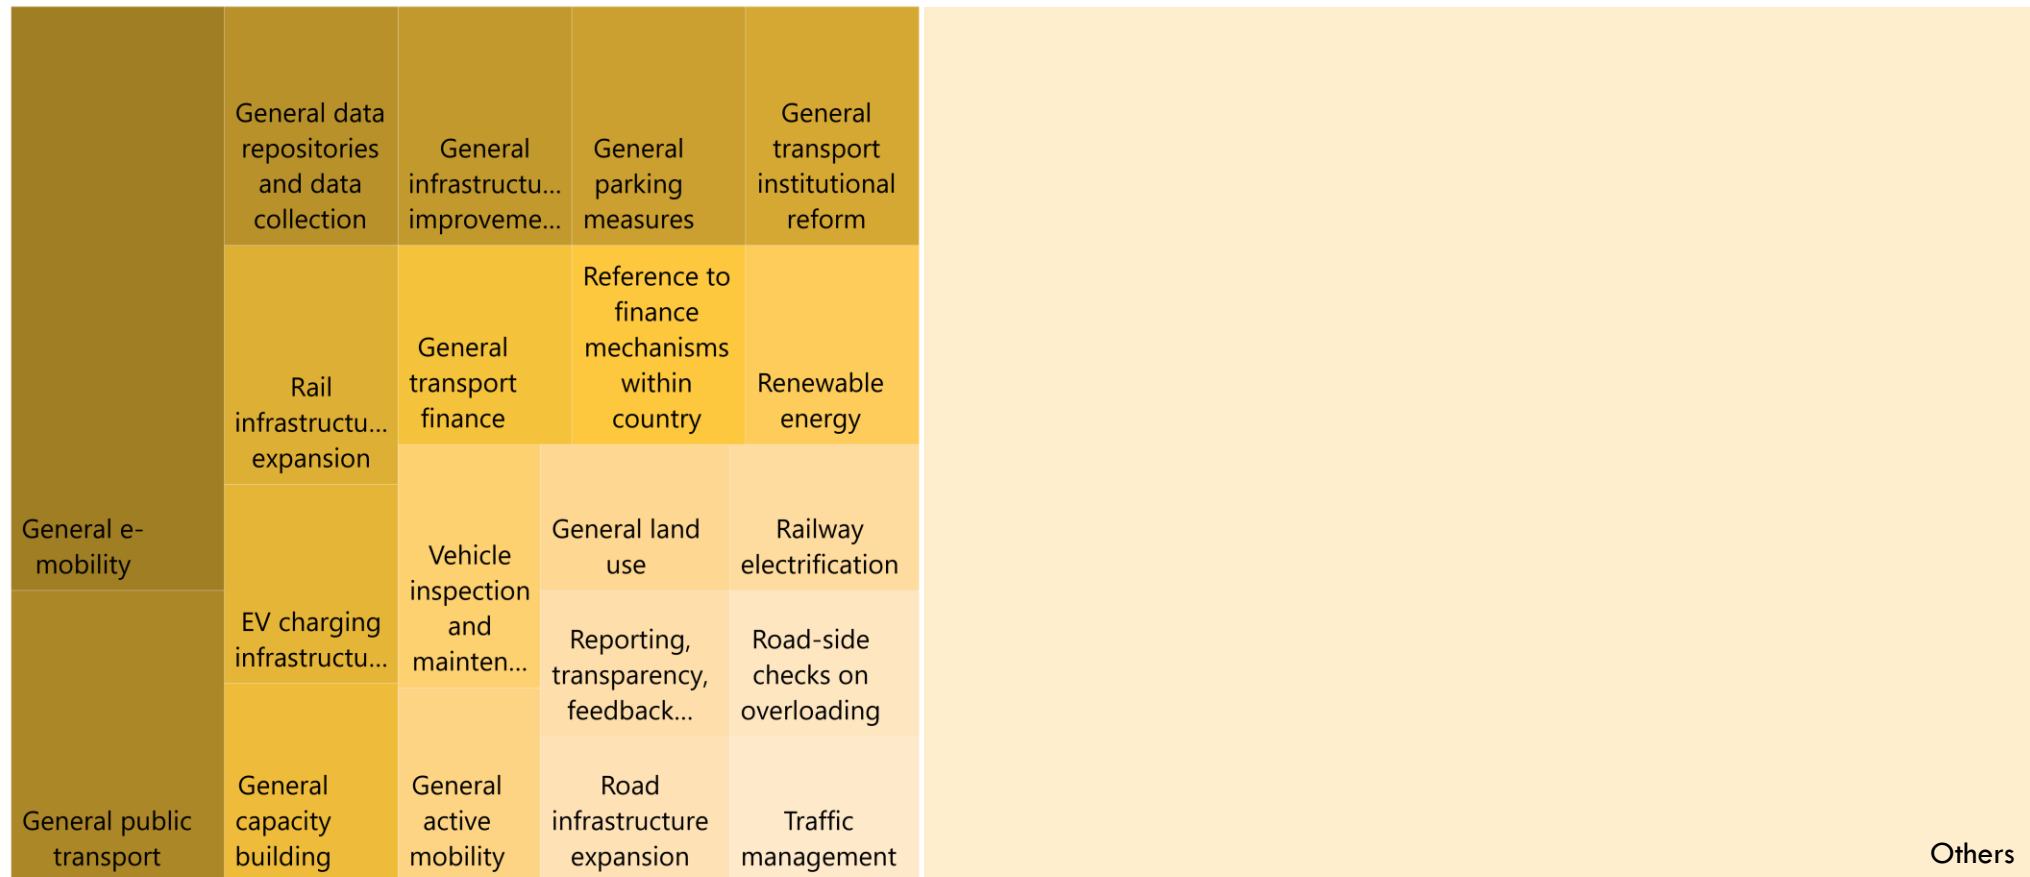 General e-
mobility
General public
transport
General data
repositories
and data
collection
General
infrastructu...
improveme...
General
parking
measures
General
transport
institutional
reform
Rail
infrastructu...
expansion
EV charging
infrastructu...
General
capacity
building
General
transport
finance
Reference to
finance
mechanisms
within
country
Renewable
energy
Vehicle
inspection
and
mainten...
General
active
mobility
General land
use
Railway
electrification
Reporting,
transparency,
feedback...
Road-side
checks on
overloading
Road
infrastructure
expansion
Traffic
management
Others